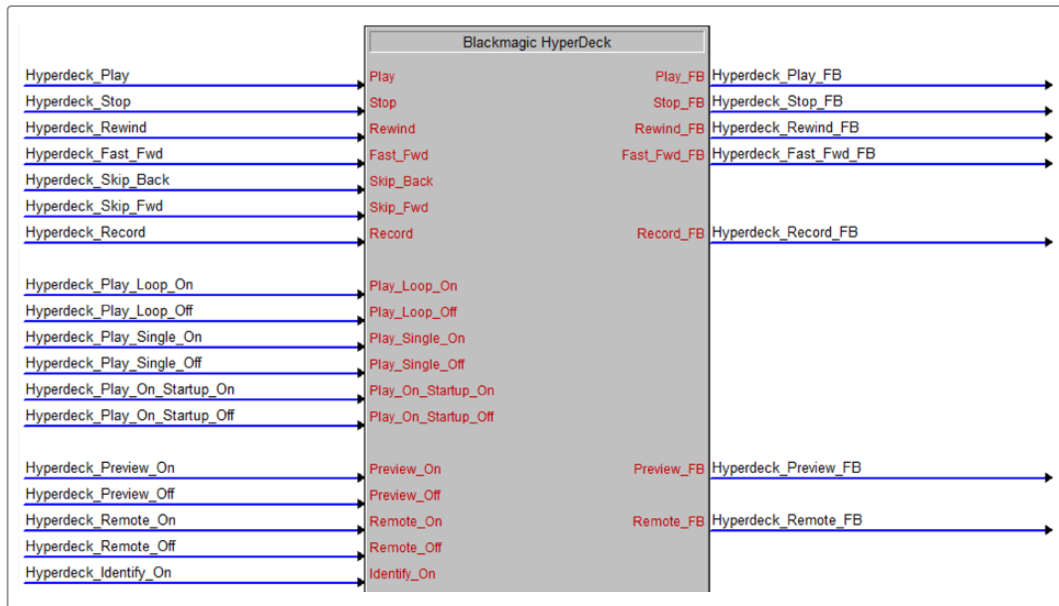 Blackmagic HyperDeck
Hyperdeck_Play Play Play_FB Hyperdeck_Play_FB
Hyperdeck_Stop Stop Stop_FB Hyperdeck_Stop_FB
Hyperdeck_Rewind Rewind Rewind_FB Hyperdeck_Rewind_FB
Hyperdeck_Fast_Fwd Fast_Fwd Fast_Fwd_FB Hyperdeck_Fast_Fwd_FB
Hyperdeck_Skip_Back Skip_Back
Hyperdeck_Skip_Fwd Skip_Fwd
Hyperdeck_Record Record Record_FB Hyperdeck_Record_FB
Hyperdeck_Play_Loop_On Play_Loop_On
Hyperdeck_Play_Loop_Off Play_Loop_Off
Hyperdeck_Play_Single_On Play_Single_On
Hyperdeck_Play_Single_Off Play_Single_Off
Hyperdeck_Play_On_Startup_On Play_On_Startup_On
Hyperdeck_Play_On_Startup_Off Play_On_Startup_Off
Hyperdeck_Preview_On Preview_On Preview_FB Hyperdeck_Preview_FB
Hyperdeck_Preview_Off Preview_Off
Hyperdeck_Remote_On Remote_On Remote_FB Hyperdeck_Remote_FB
Hyperdeck_Remote_Off Remote_Off
Hyperdeck_Identify_On Identify_On